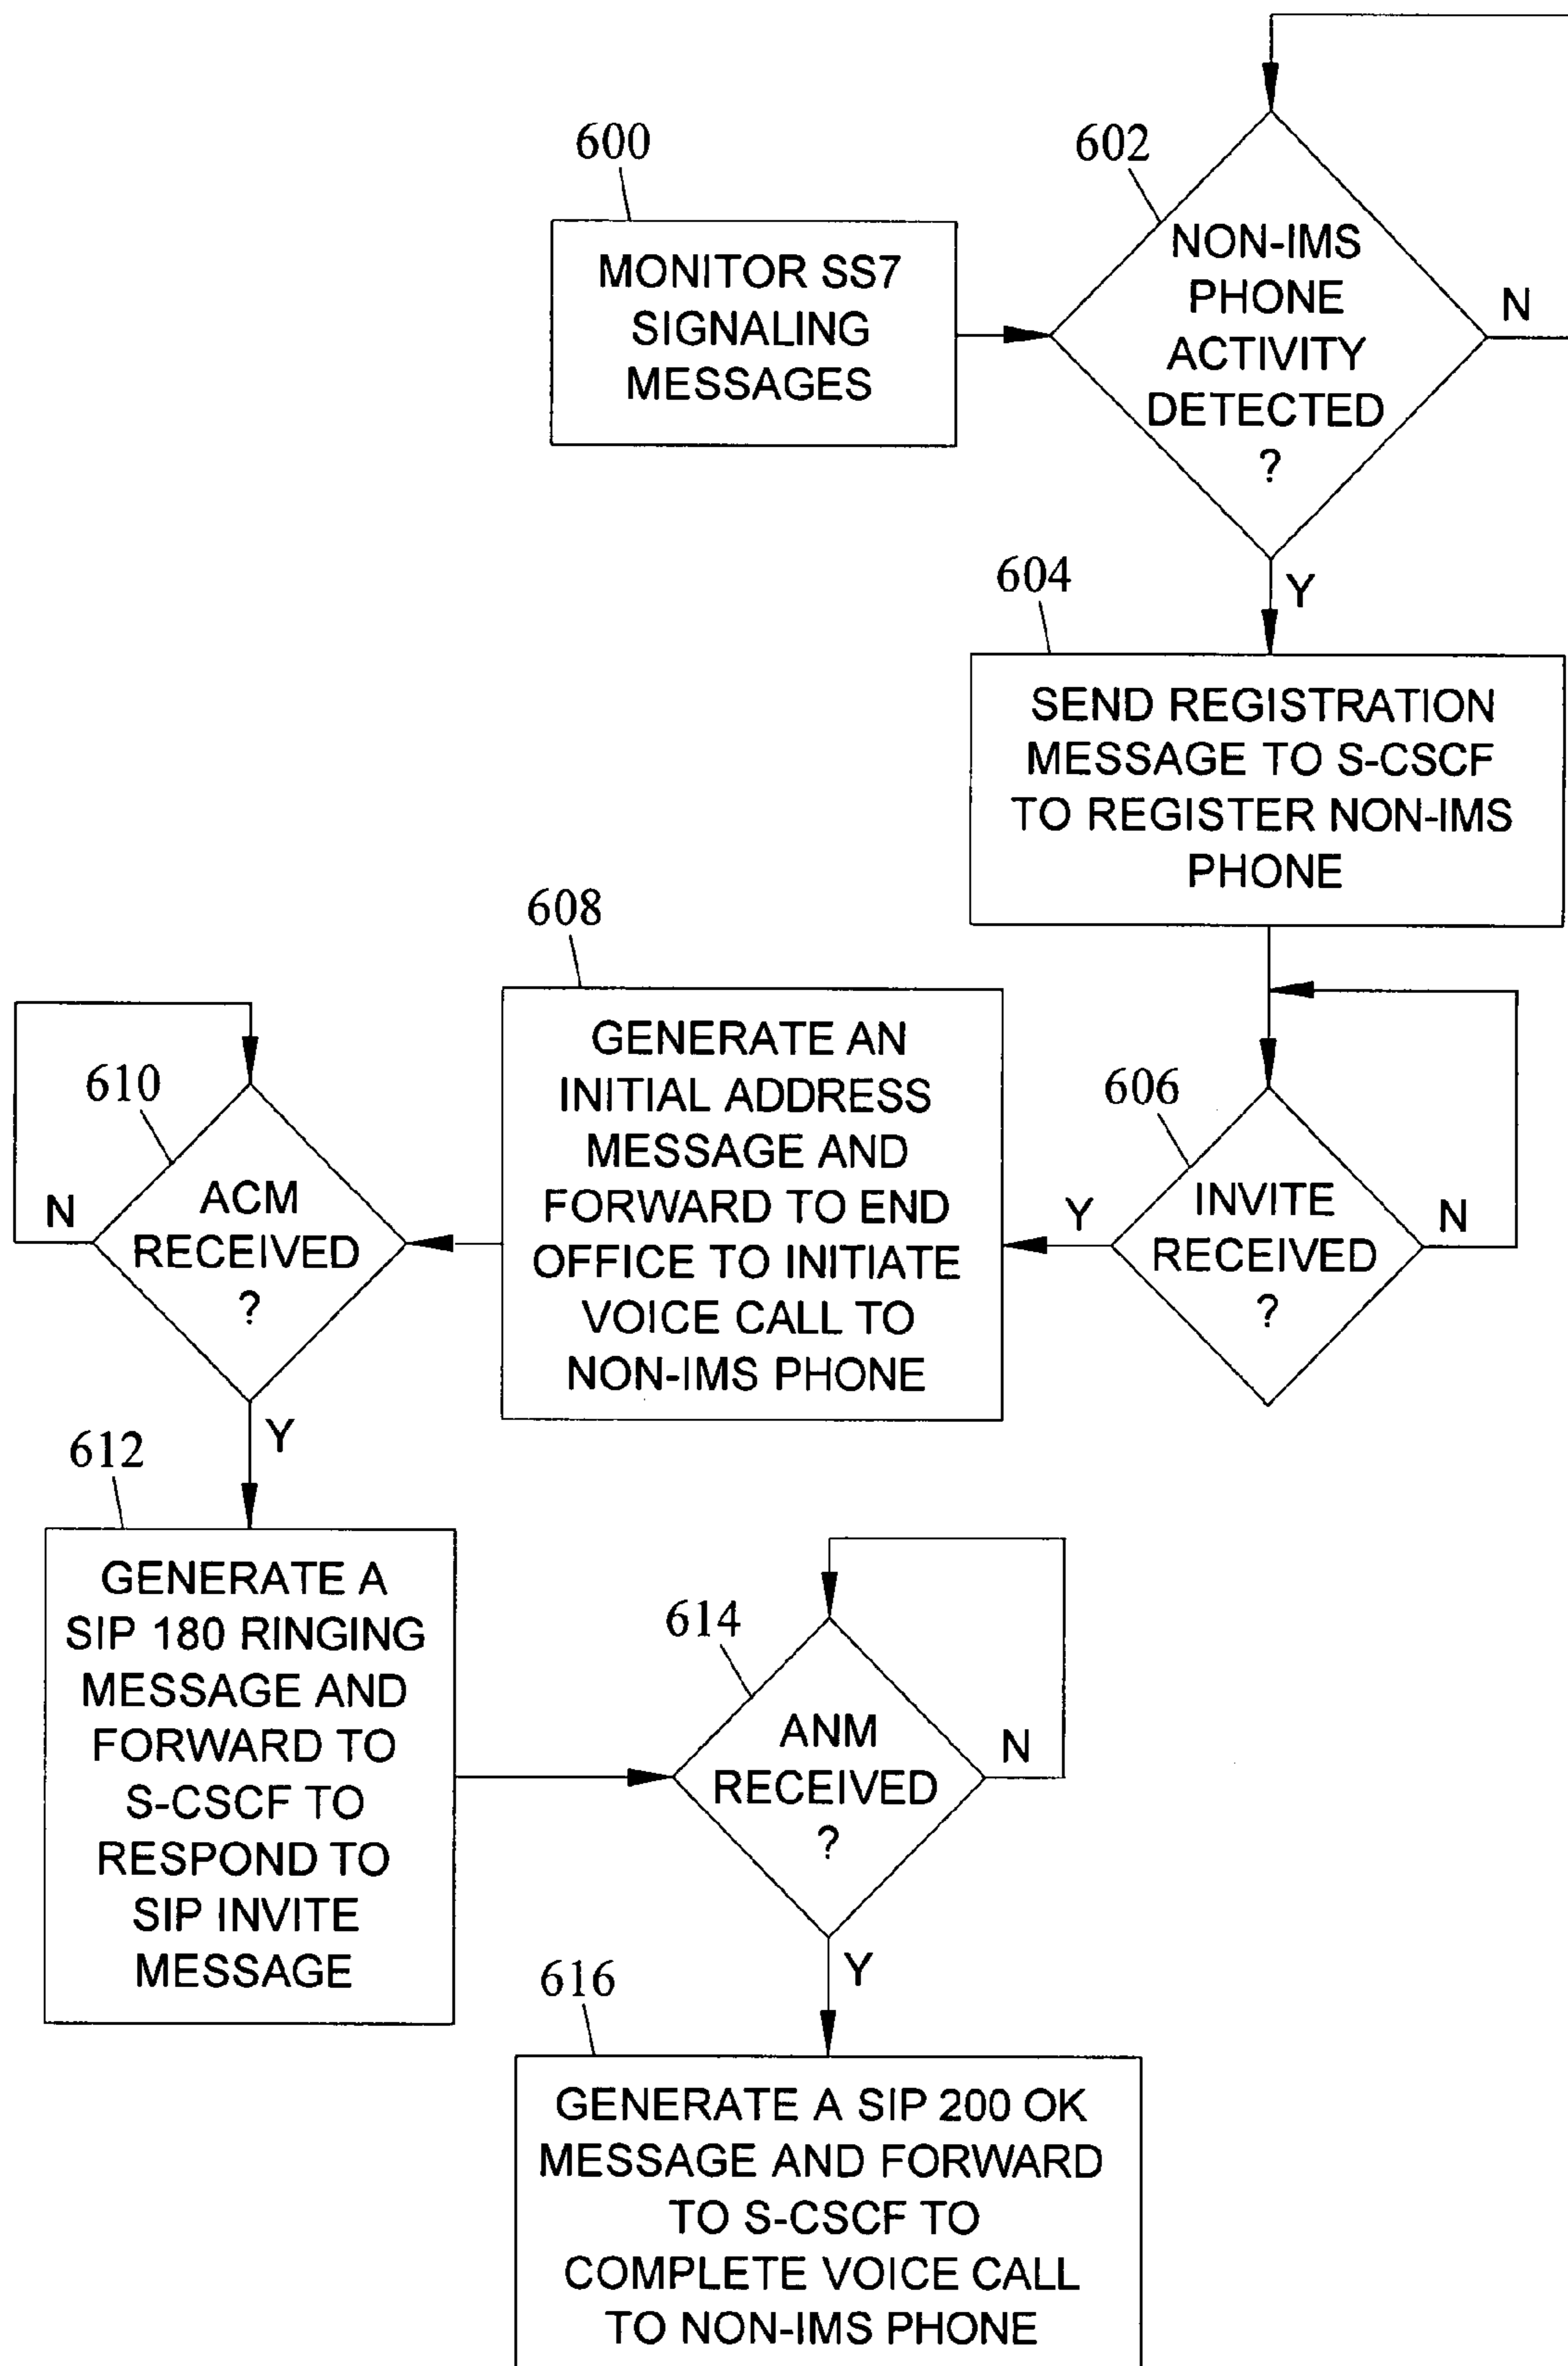 600
MONITOR SS7
SIGNALING
MESSAGES
602
NON-IMS
PHONE
ACTIVITY
DETECTED
?
N
Y
604
SEND REGISTRATION
MESSAGE TO S-CSCF
TO REGISTER NON-IMS
PHONE
606
INVITE
RECEIVED
?
N
Y
608
GENERATE AN
INITIAL ADDRESS
MESSAGE AND
FORWARD TO END
OFFICE TO INITIATE
VOICE CALL TO
NON-IMS PHONE
610
ACM
RECEIVED
?
N
Y
612
GENERATE A
SIP 180 RINGING
MESSAGE AND
FORWARD TO
S-CSCF TO
RESPOND TO
SIP INVITE
MESSAGE
614
ANM
RECEIVED
?
N
Y
616
GENERATE A SIP 200 OK
MESSAGE AND FORWARD
TO S-CSCF TO
COMPLETE VOICE CALL
TO NON-IMS PHONE